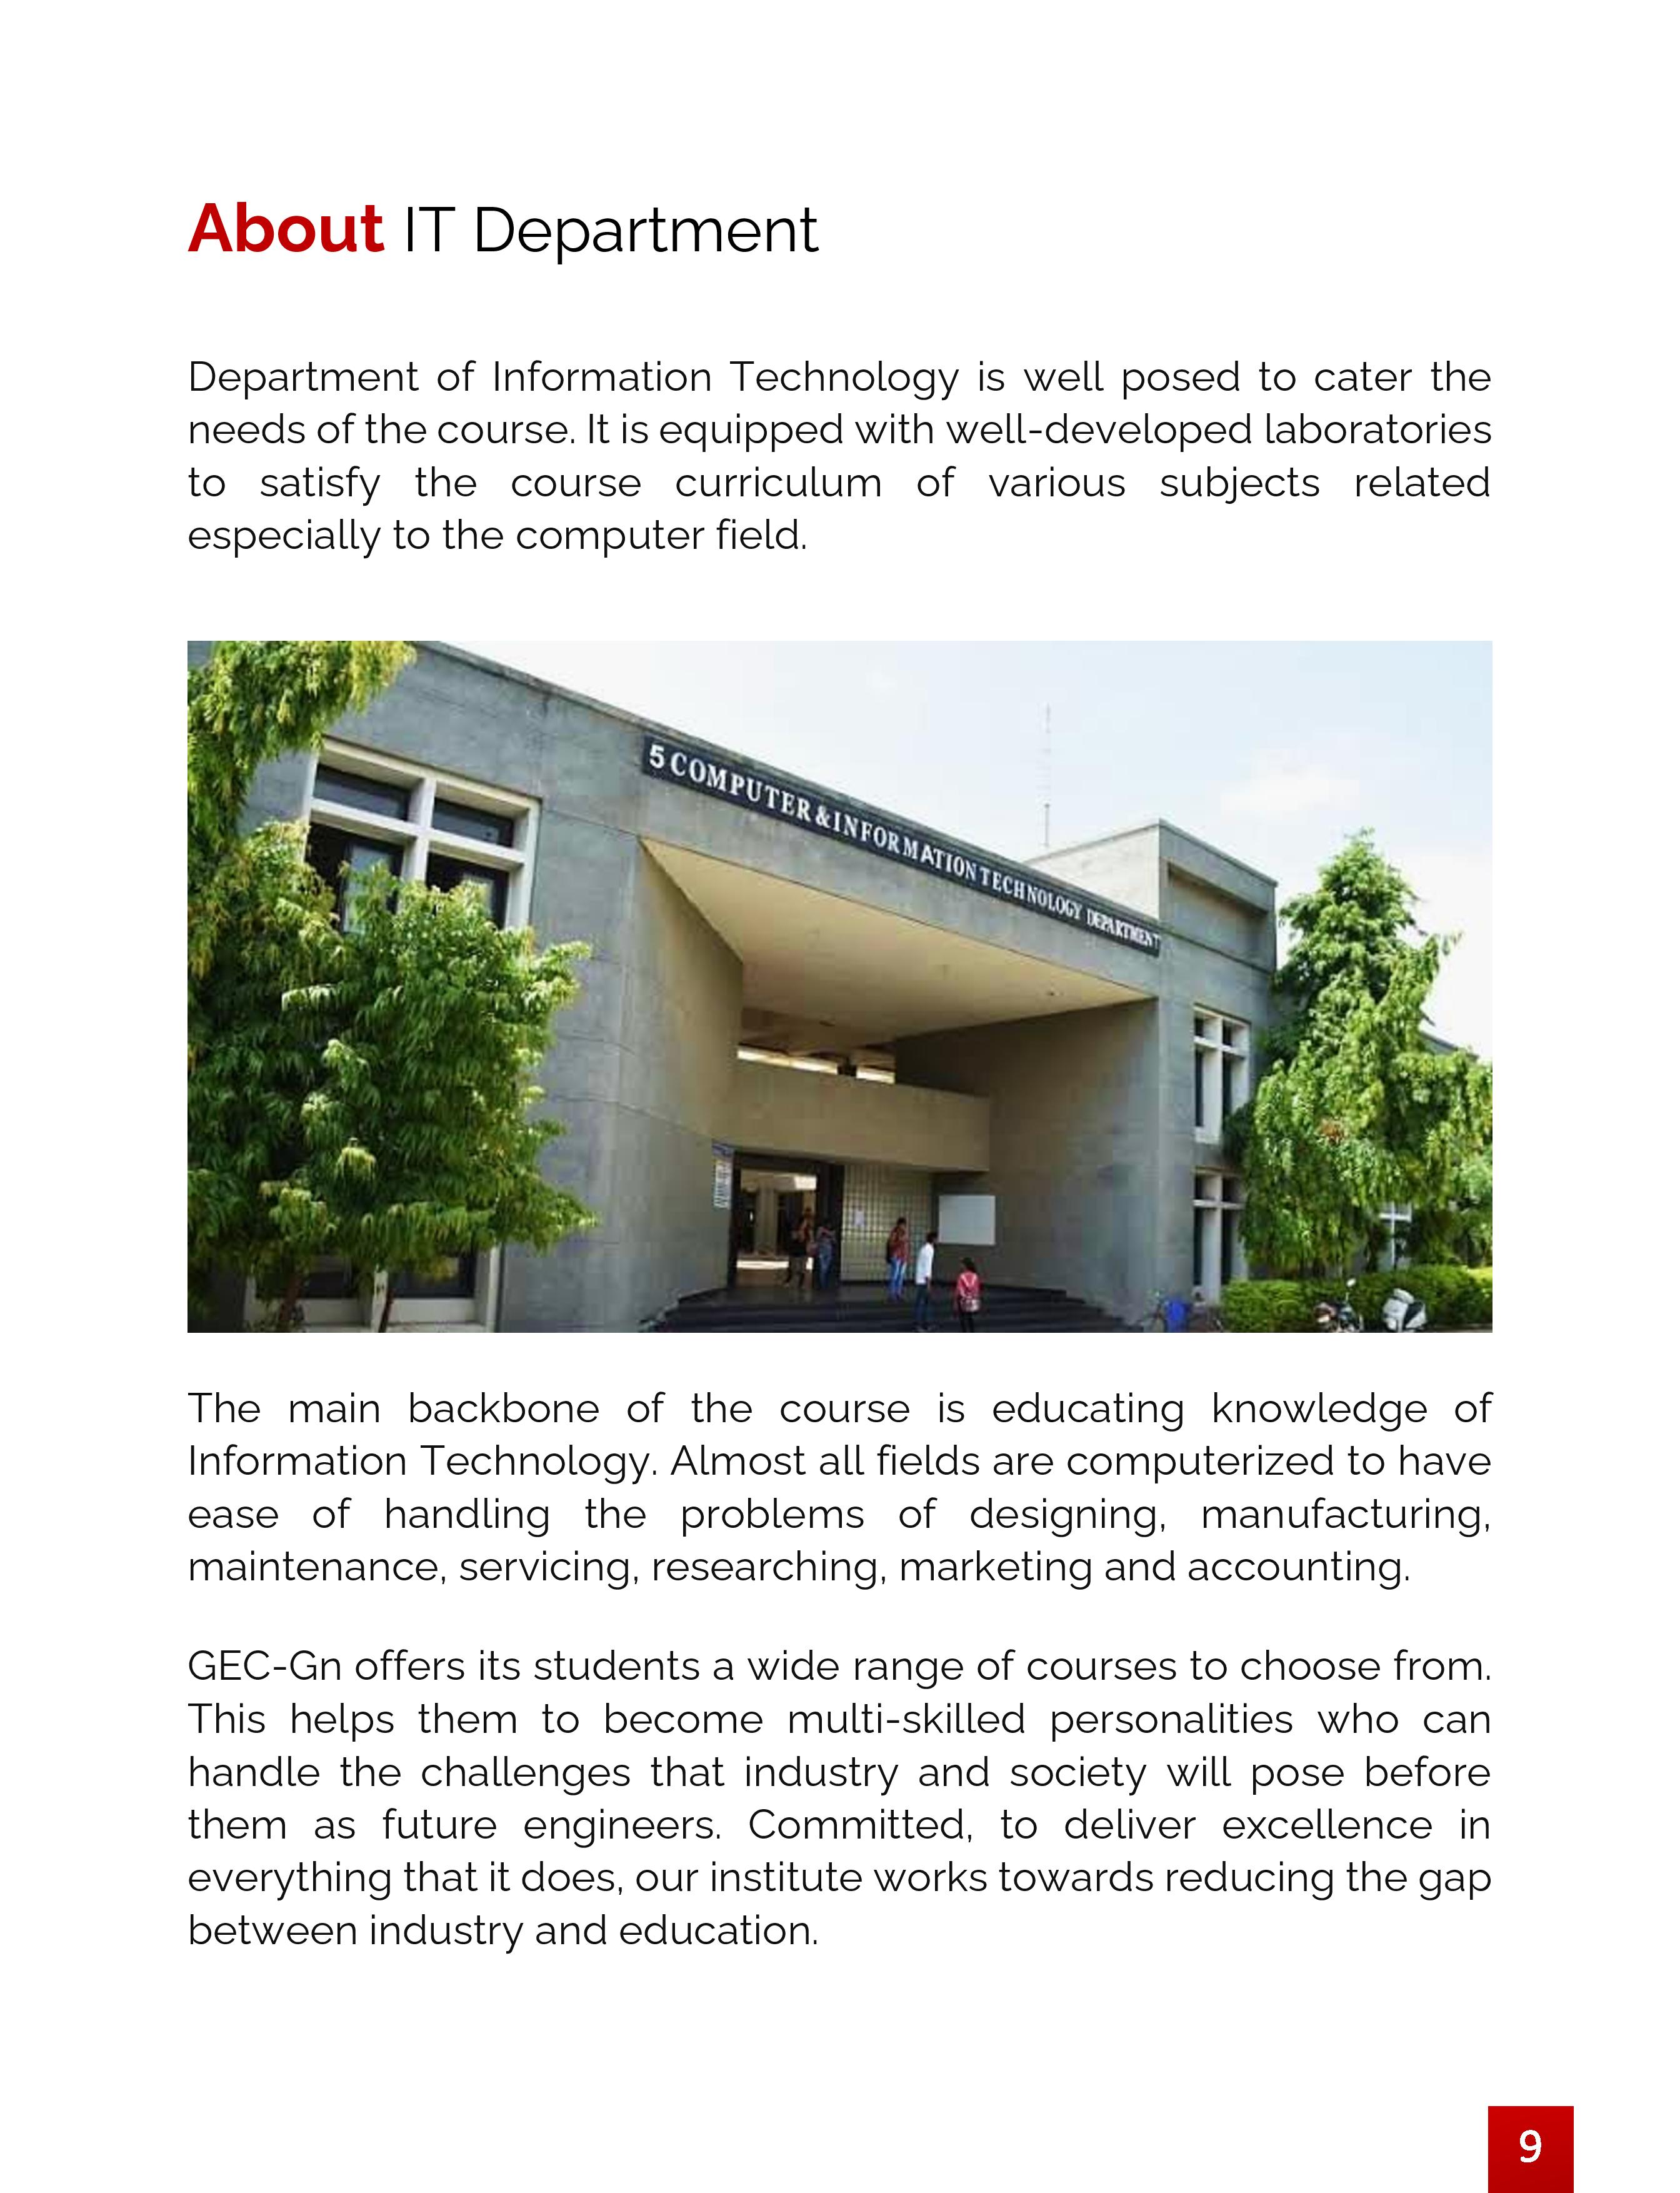 About IT Department
Department of Information Technology is well posed to cater the
needs of the course. It is equipped with well-developed laboratories
to satisfy the course curriculum of various subjects related
especially to the computer field.
5 COMPUTER & INFORMATION TECHNOLOGY DEPARTMENT
The main backbone of the course is educating knowledge of
Information Technology. Almost all fields are computerized to have
ease of handling the problems of designing, manufacturing,
maintenance, servicing, researching, marketing and accounting.
GEC-Gn offers its students a wide range of courses to choose from.
This helps them to become multi-skilled personalities who can
handle the challenges that industry and society will pose before
them as future engineers. Committed, to deliver excellence in
everything that it does, our institute works towards reducing the gap
between industry and education.
9